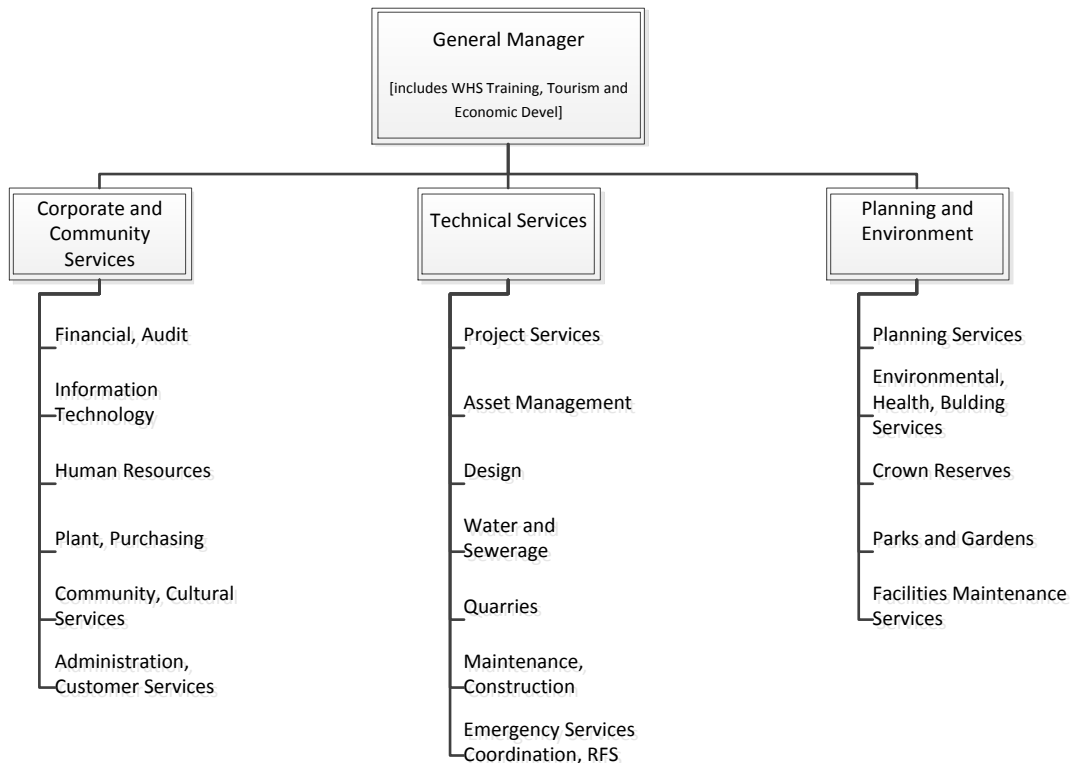 General Manager
[includes WHS Training, Tourism and
Economic Devel]
Corporate and
Community
Services
Technical Services
Planning and
Environment
Financial, Audit
Information
Technology
Human Resources
Plant, Purchasing
Community, Cultural
Services
Administration,
Customer Services
Project Services
Asset Management
Design
Water and
Sewerage
Quarries
Maintenance,
Construction
Emergency Services
Coordination, RFS
Planning Services
Environmental,
Health, Bulding
Services
Crown Reserves
Parks and Gardens
Facilities Maintenance
Services